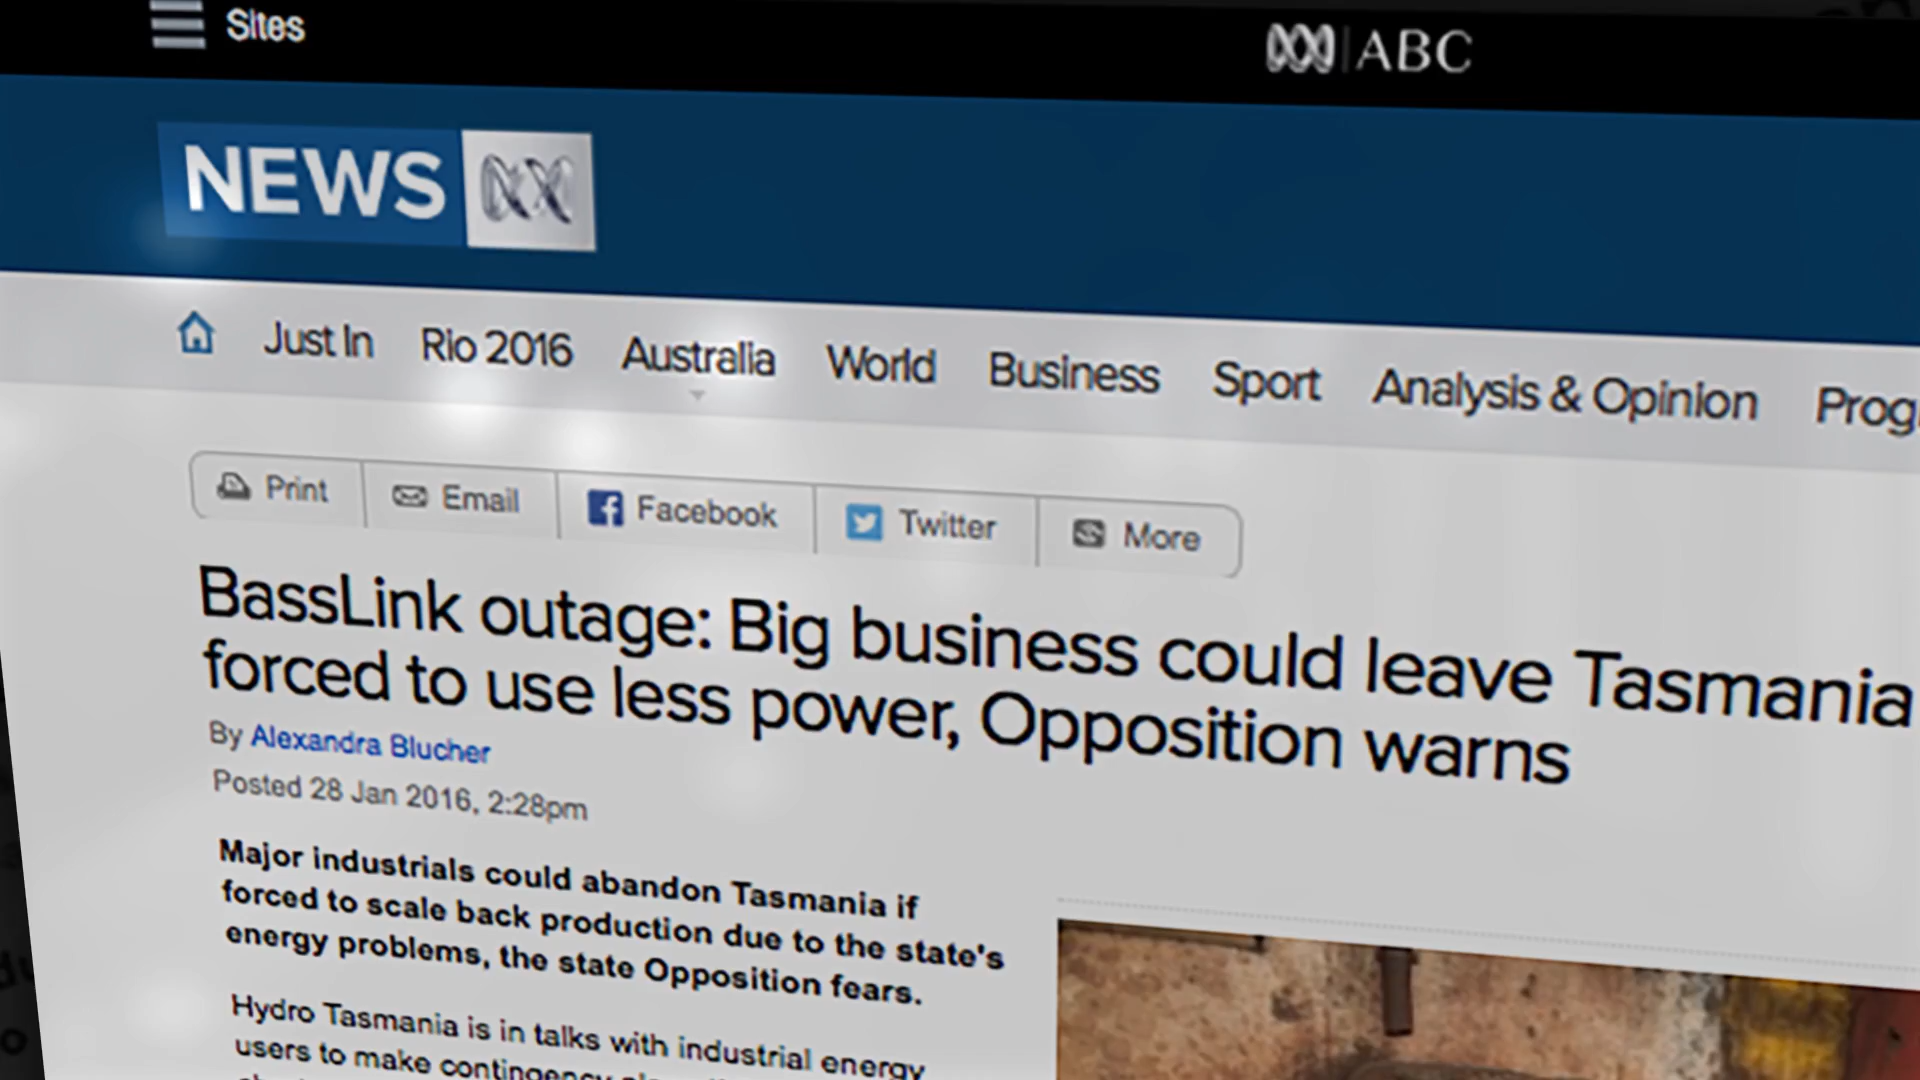 Sites
ABC
NEWS
Just In Rio 2016 Australia World Business Sport Analysis & Opinion
Print Email Facebook Twitter More
BassLink outage: Big business could leave Tasmania
forced to use less power, Opposition warns
By Alexandra Blucher
Posted 28 Jan 2016, 2:28pm
Major industrials could abandon Tasmania if
forced to scale back production due to the state's
energy problems, the state Opposition fears.
Hydro Tasmania is in talks with industrial energy
users to make contingency